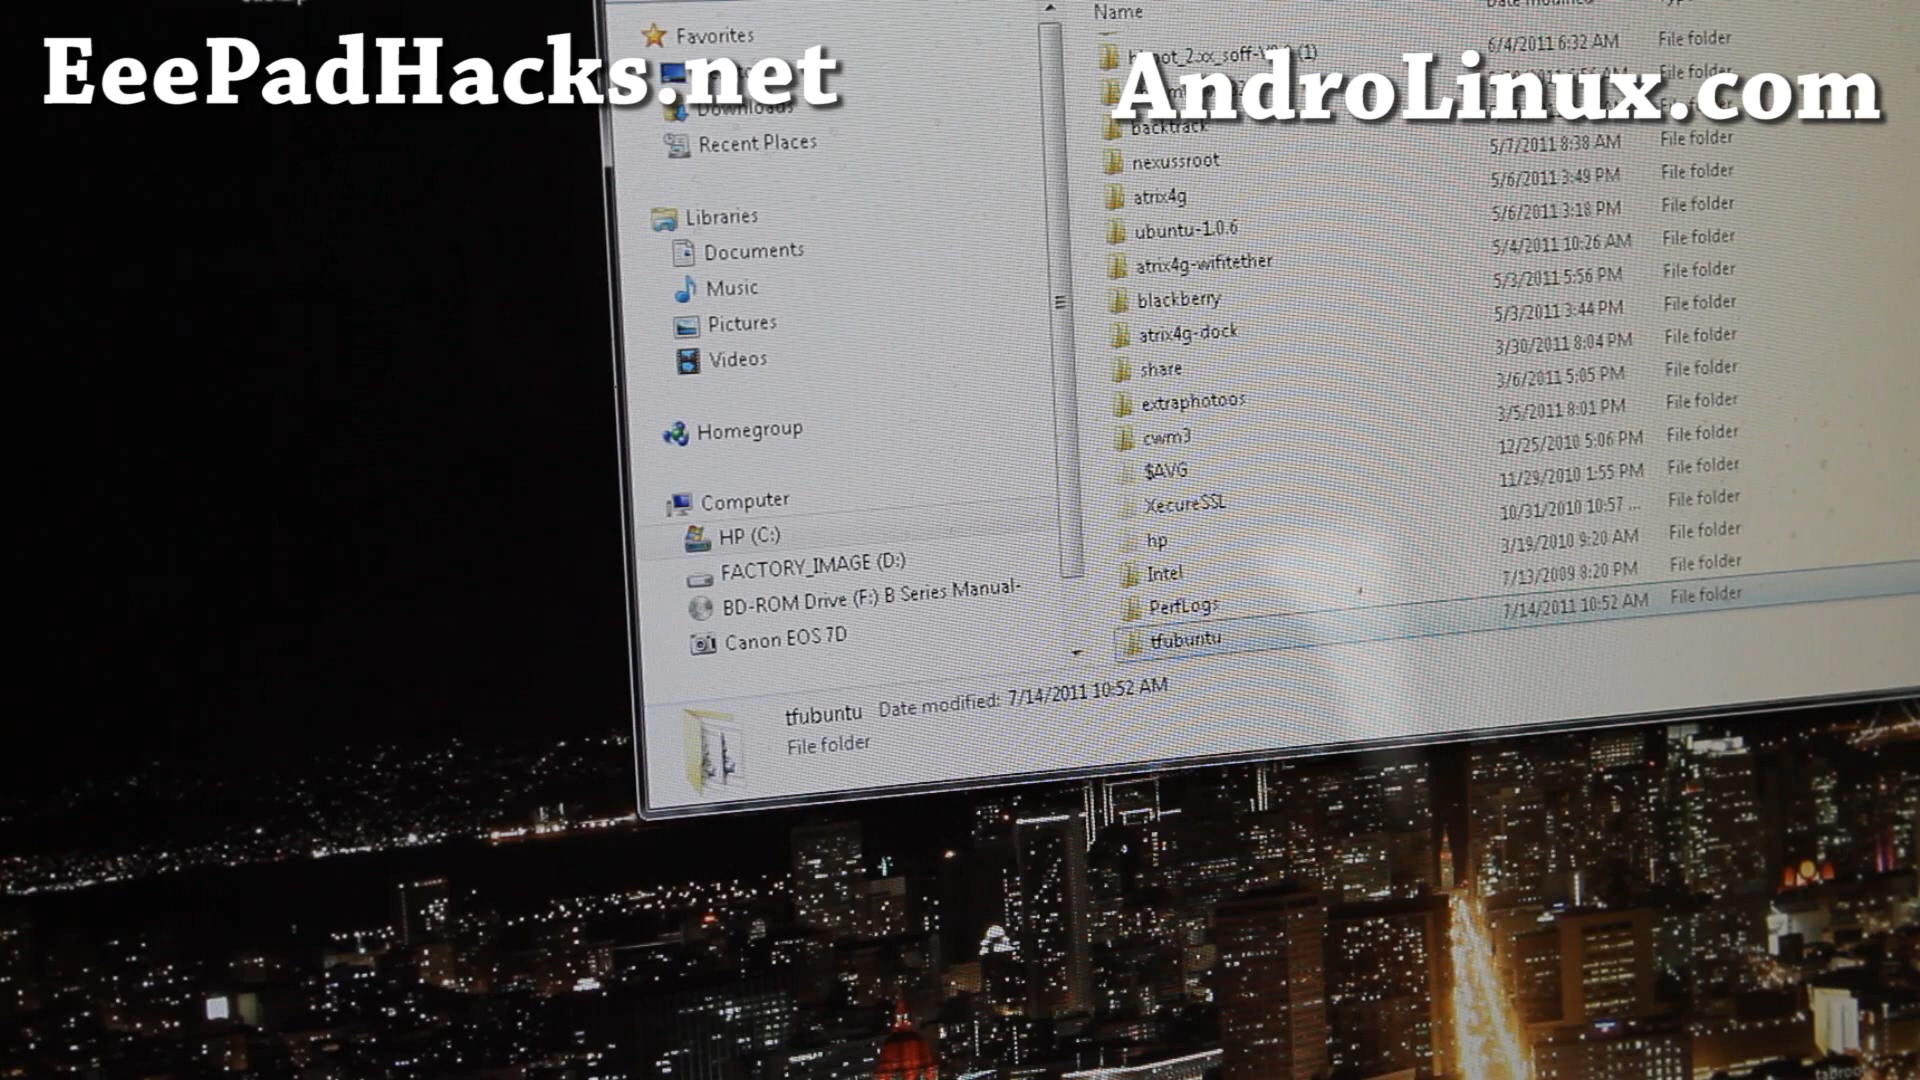 EeePadHacks.net
AndroLinux.com
Favorites
Downloads
Recent Places
Libraries
Documents
Music
Pictures
Videos
Homegroup
Computer
HP (C:)
FACTORY_IMAGE (D:)
BD-ROM Drive (F:) B Series Manual-
Canon EOS 7D
Name
6/4/2011 6:32 AM File folder
File folder
backtrack
5/7/2011 8:38 AM File folder
nexussroot
5/6/2011 3:49 PM File folder
atrix4g
5/6/2011 3:18 PM File folder
ubuntu-1.0.6
5/4/2011 10:26 AM File folder
atrix4g-wifitether
5/3/2011 5:56 PM File folder
blackberry
5/3/2011 3:44 PM File folder
atrix4g-dock
3/30/2011 8:04 PM File folder
share
3/6/2011 5:05 PM File folder
extraphotoos
3/5/2011 8:01 PM File folder
cwm3
12/25/2010 5:06 PM File folder
$AVG
11/29/2010 1:55 PM File folder
XecureSSL
10/31/2010 10:57 ... File folder
hp
3/19/2010 9:20 AM File folder
Intel
7/13/2009 8:20 PM File folder
PerfLogs
7/14/2011 10:52 AM File folder
tfubuntu
tfubuntu Date modified: 7/14/2011 10:52 AM
File folder